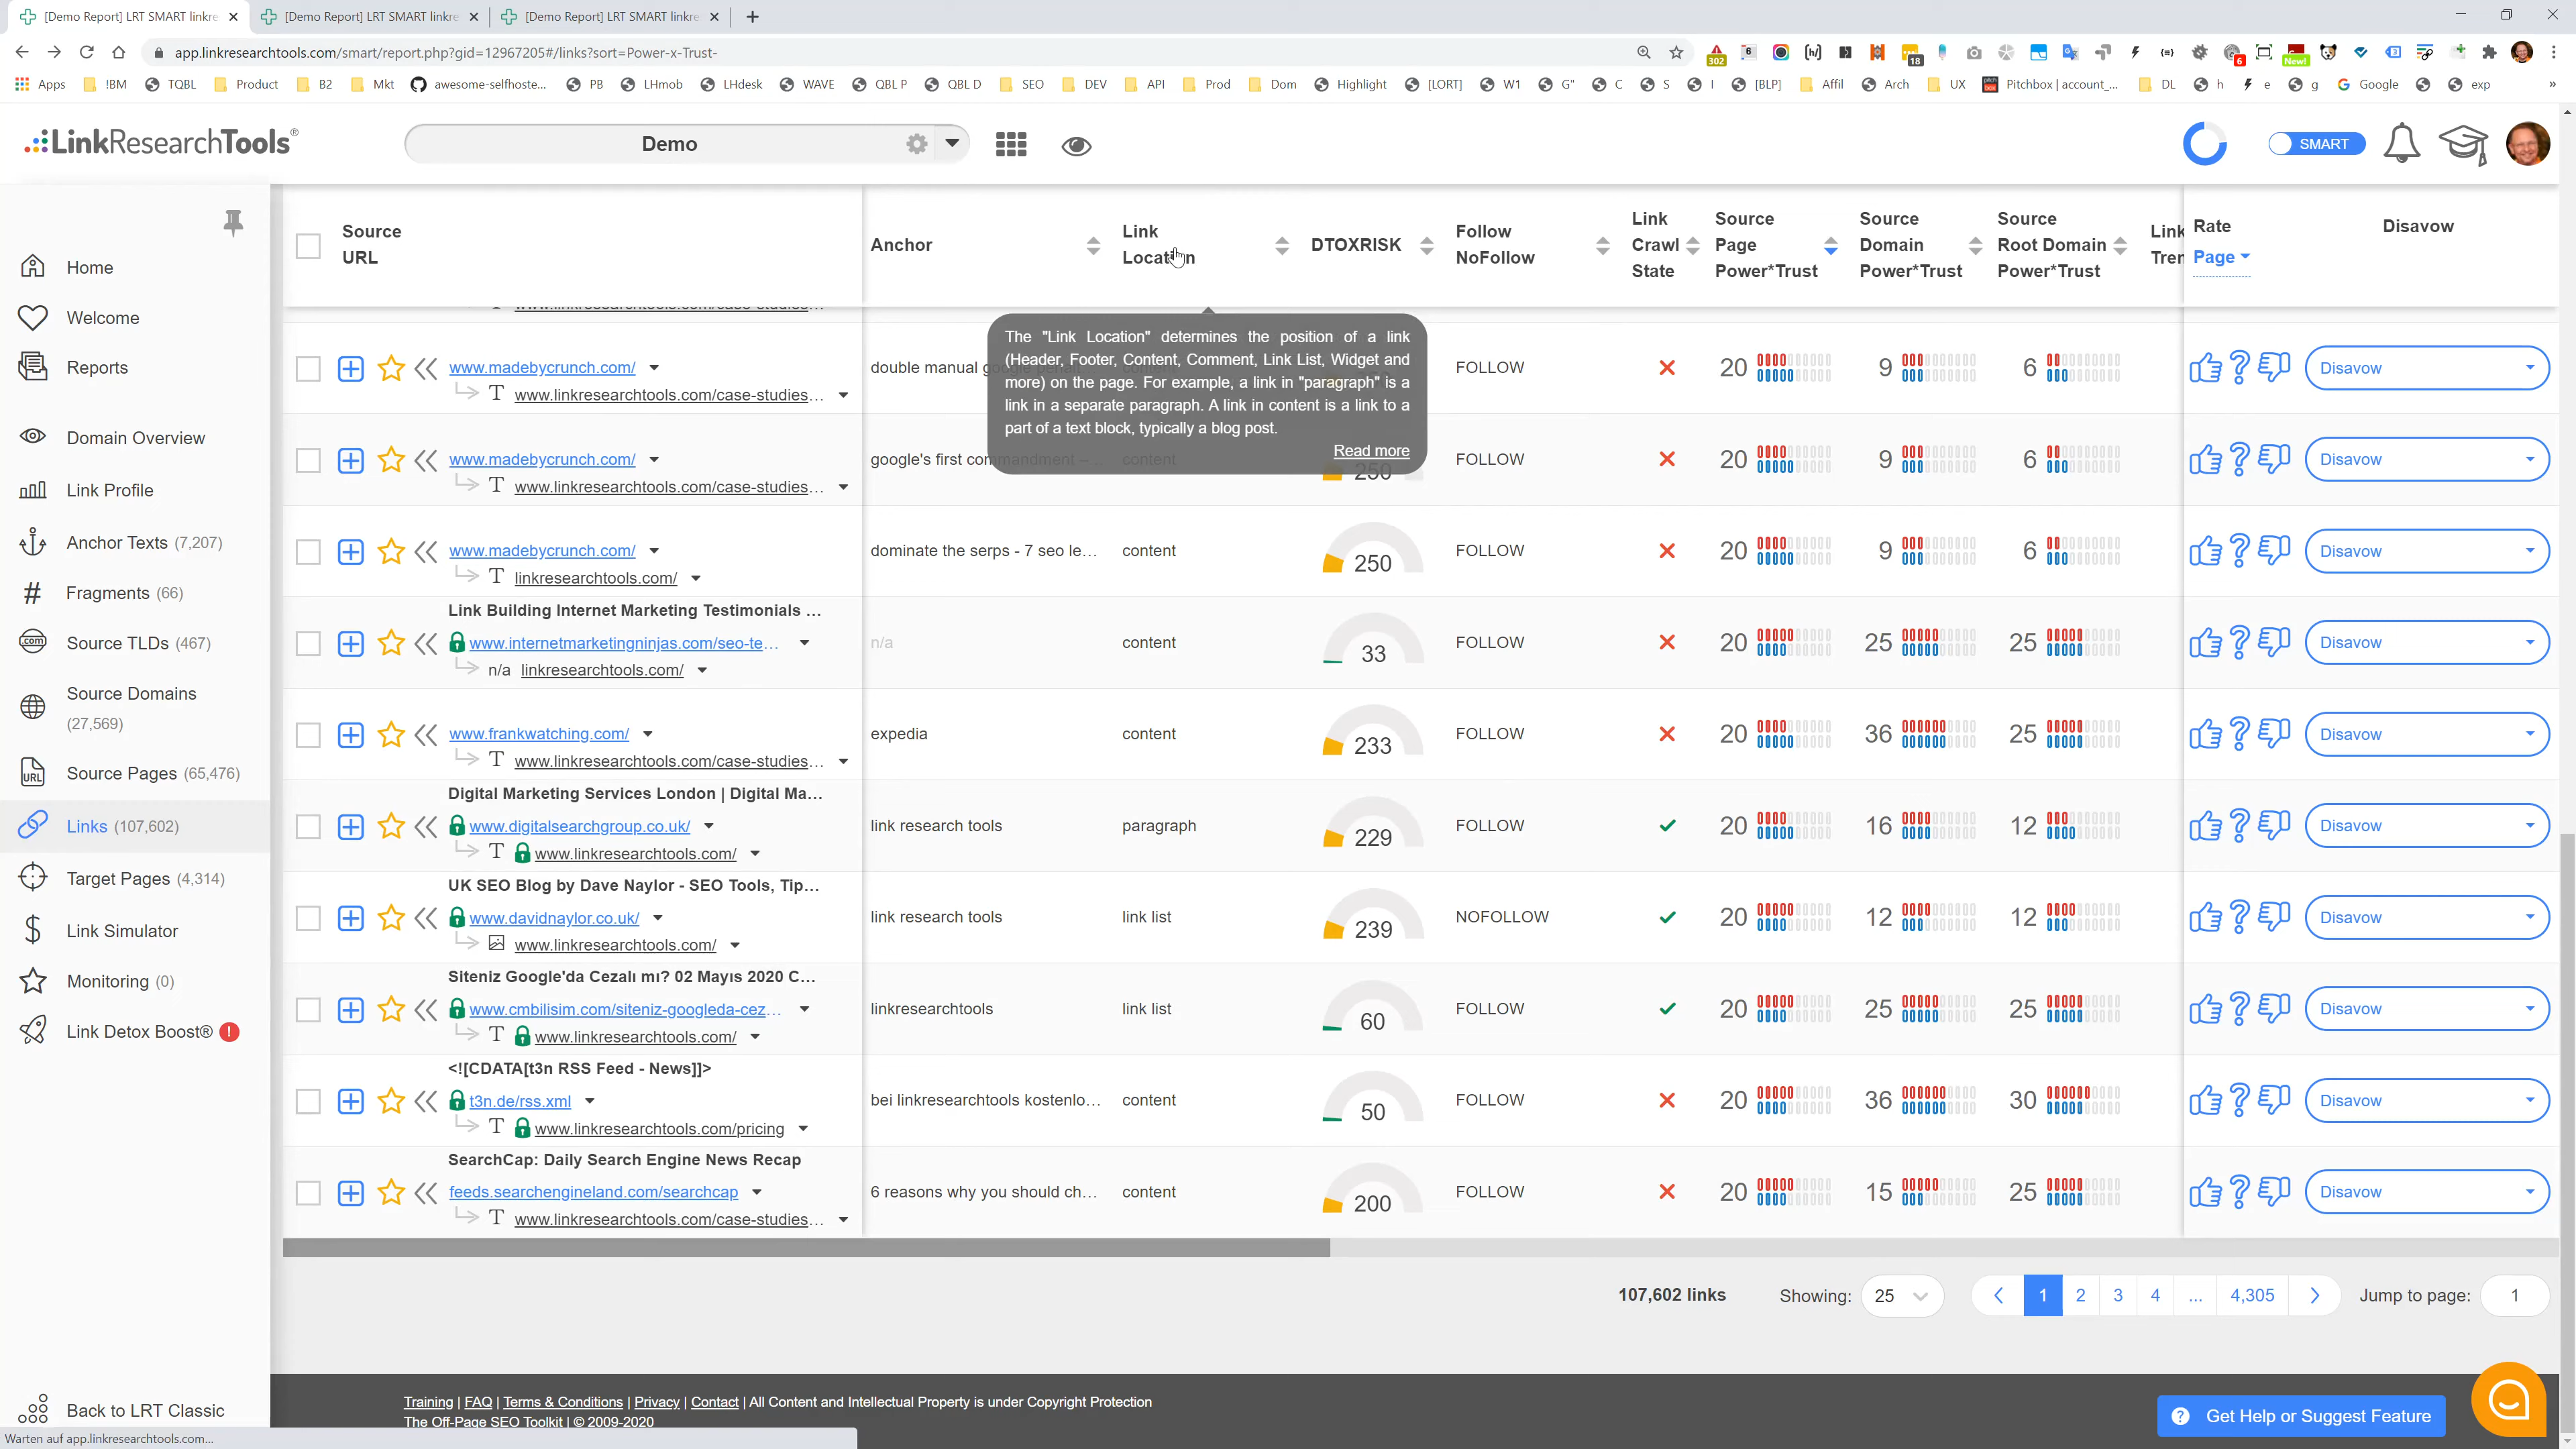 [Demo Report] LRT SMART linkre
[Demo Report] LRT SMART linkre
[Demo Report] LRT SMART linkre
app.linkresearchtools.com/smart/report.php?gid=12967205#/links?sort=Power-x-Trust-
302
6
18
6
New!
Apps !BM TQBL Product B2 Mkt awesome-selfhoste... PB LHmob LHdesk WAVE QBL P QBL D SEO DEV API Prod Dom Highlight [LORT] W1 G" C S I [BLP] Affil Arch UX Pitchbox | account_... DL h e g Google exp »
LinkResearchTools®
Demo
SMART
Home
Welcome
Reports
Domain Overview
Link Profile
Anchor Texts (7,207)
Fragments (66)
Source TLDs (467)
Source Domains
(27,569)
Source Pages (65,476)
Links (107,602)
Target Pages (4,314)
Link Simulator
Monitoring (0)
Link Detox Boost® !
Back to LRT Classic
Source
URL
Anchor
Link
Location
DTOXRISK
Follow
NoFollow
Link
Crawl
State
Source
Page
Power*Trust
Source
Domain
Power*Trust
Source
Root Domain
Power*Trust
Link
Tren
Rate
Page
Disavow
The "Link Location" determines the position of a link
(Header, Footer, Content, Comment, Link List, Widget and
more) on the page. For example, a link in "paragraph" is a
link in a separate paragraph. A link in content is a link to a
part of a text block, typically a blog post.
Read more
www.linkresearchtools.com/case-studies...
www.madebycrunch.com/ double manual google FOLLOW 20 9 6 Disavow
T www.linkresearchtools.com/case-studies...
www.madebycrunch.com/ google's first commandment – ... content 250 FOLLOW 20 9 6 Disavow
T www.linkresearchtools.com/case-studies...
www.madebycrunch.com/ dominate the serps - 7 seo le... content 250 FOLLOW 20 9 6 Disavow
T linkresearchtools.com/
Link Building Internet Marketing Testimonials ...
www.internetmarketingninjas.com/seo-te... n/a content 33 FOLLOW 20 25 25 Disavow
n/a linkresearchtools.com/
www.frankwatching.com/ expedia content 233 FOLLOW 20 36 25 Disavow
T www.linkresearchtools.com/case-studies...
Digital Marketing Services London | Digital Ma...
www.digitalsearchgroup.co.uk/ link research tools paragraph 229 FOLLOW 20 16 12 Disavow
T www.linkresearchtools.com/
UK SEO Blog by Dave Naylor - SEO Tools, Tip...
www.davidnaylor.co.uk/ link research tools link list 239 NOFOLLOW 20 12 12 Disavow
www.linkresearchtools.com/
Siteniz Google'da Cezalı mı? 02 Mayıs 2020 C...
www.cmbilisim.com/siteniz-googleda-cez... linkresearchtools link list 60 FOLLOW 20 25 25 Disavow
T www.linkresearchtools.com/
<![CDATA[t3n RSS Feed - News]]>
t3n.de/rss.xml bei linkresearchtools kostenlo... content 50 FOLLOW 20 36 30 Disavow
T www.linkresearchtools.com/pricing
SearchCap: Daily Search Engine News Recap
feeds.searchengineland.com/searchcap 6 reasons why you should ch... content 200 FOLLOW 20 15 25 Disavow
T www.linkresearchtools.com/case-studies...
107,602 links Showing: 25 1 2 3 4 ... 4,305 Jump to page: 1
Training | FAQ | Terms & Conditions | Privacy | Contact | All Content and Intellectual Property is under Copyright Protection
The Off-Page SEO Toolkit | © 2009-2020
Get Help or Suggest Feature
Warten auf app.linkresearchtools.com...